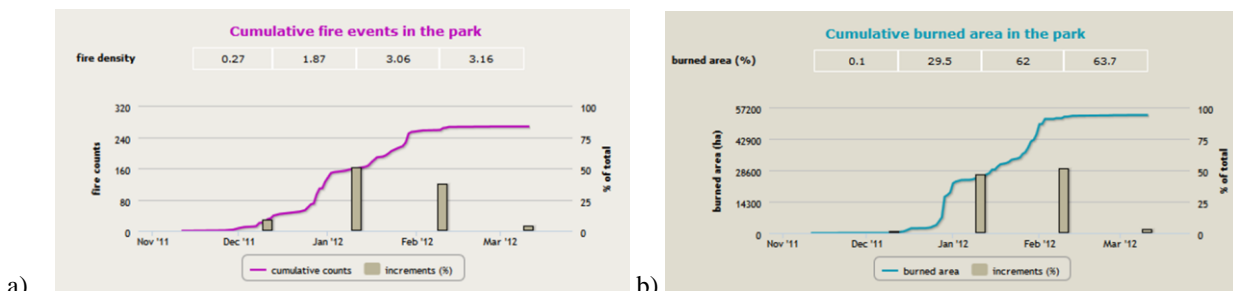 Cumulative fire events in the park
fire density 0.27 1.87 3.06 3.16
fire counts
320
240
160
80
0
100
75
50
25
0
% of total
Nov '11 Dec '11 Jan '12 Feb '12 Mar '12
cumulative counts increments (%)
a)
Cumulative burned area in the park
burned area (%) 0.1 29.5 62 63.7
burned area (ha)
57200
42900
28600
14300
0
100
75
50
25
0
% of total
Nov '11 Dec '11 Jan '12 Feb '12 Mar '12
burned area increments (%)
b)